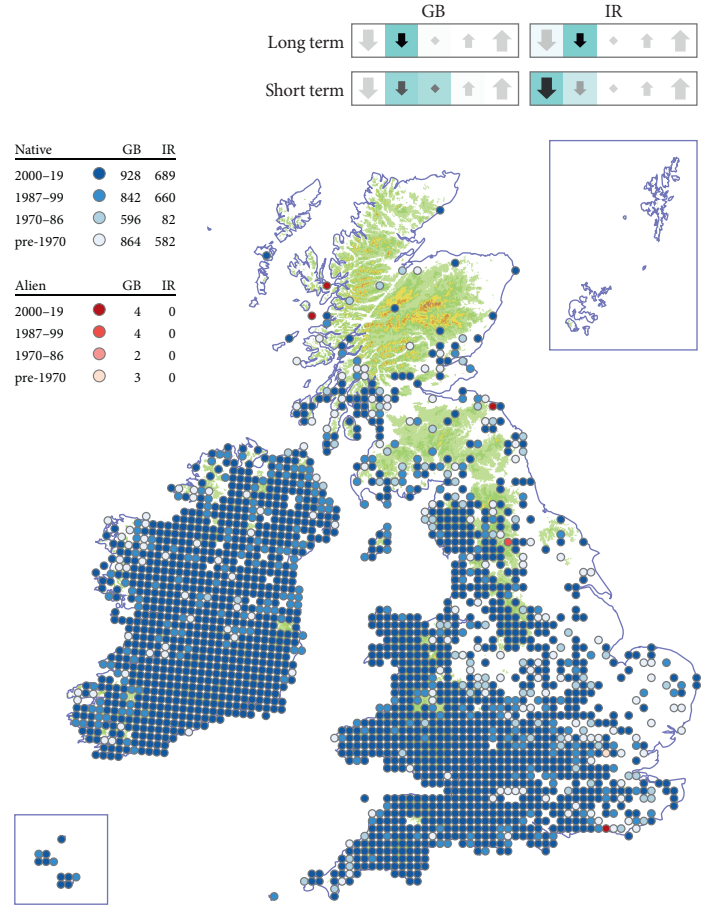 GB IR
Long term
Short term
Native GB IR
2000–19 928 689
1987–99 842 660
1970–86 596 82
pre-1970 864 582
Alien GB IR
2000–19 4 0
1987–99 4 0
1970–86 2 0
pre-1970 3 0